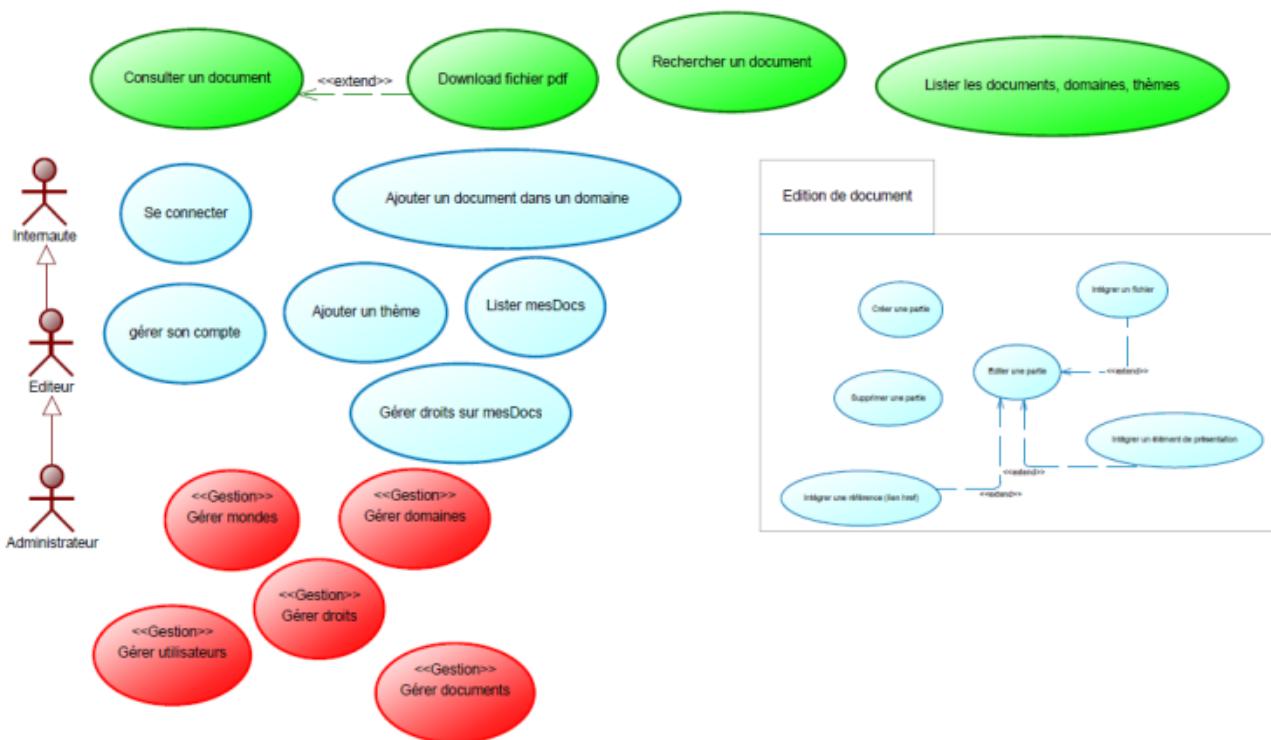 Consulter un document
<<extend>>
Download fichier pdf
Rechercher un document
Lister les documents, domaines, thèmes
Internaute
Se connecter
Ajouter un document dans un domaine
Edition de document
gérer son compte
Ajouter un thème
Lister mesDocs
Editeur
Gérer droits sur mesDocs
Créer une partie
Intégrer un fichier
Editer une partie
<<extend>>
Supprimer une partie
Intégrer un élément de présentation
<<extend>>
Intégrer une référence (lien href)
<<extend>>
Administrateur
<<Gestion>>
Gérer mondes
<<Gestion>>
Gérer domaines
<<Gestion>>
Gérer droits
<<Gestion>>
Gérer utilisateurs
<<Gestion>>
Gérer documents